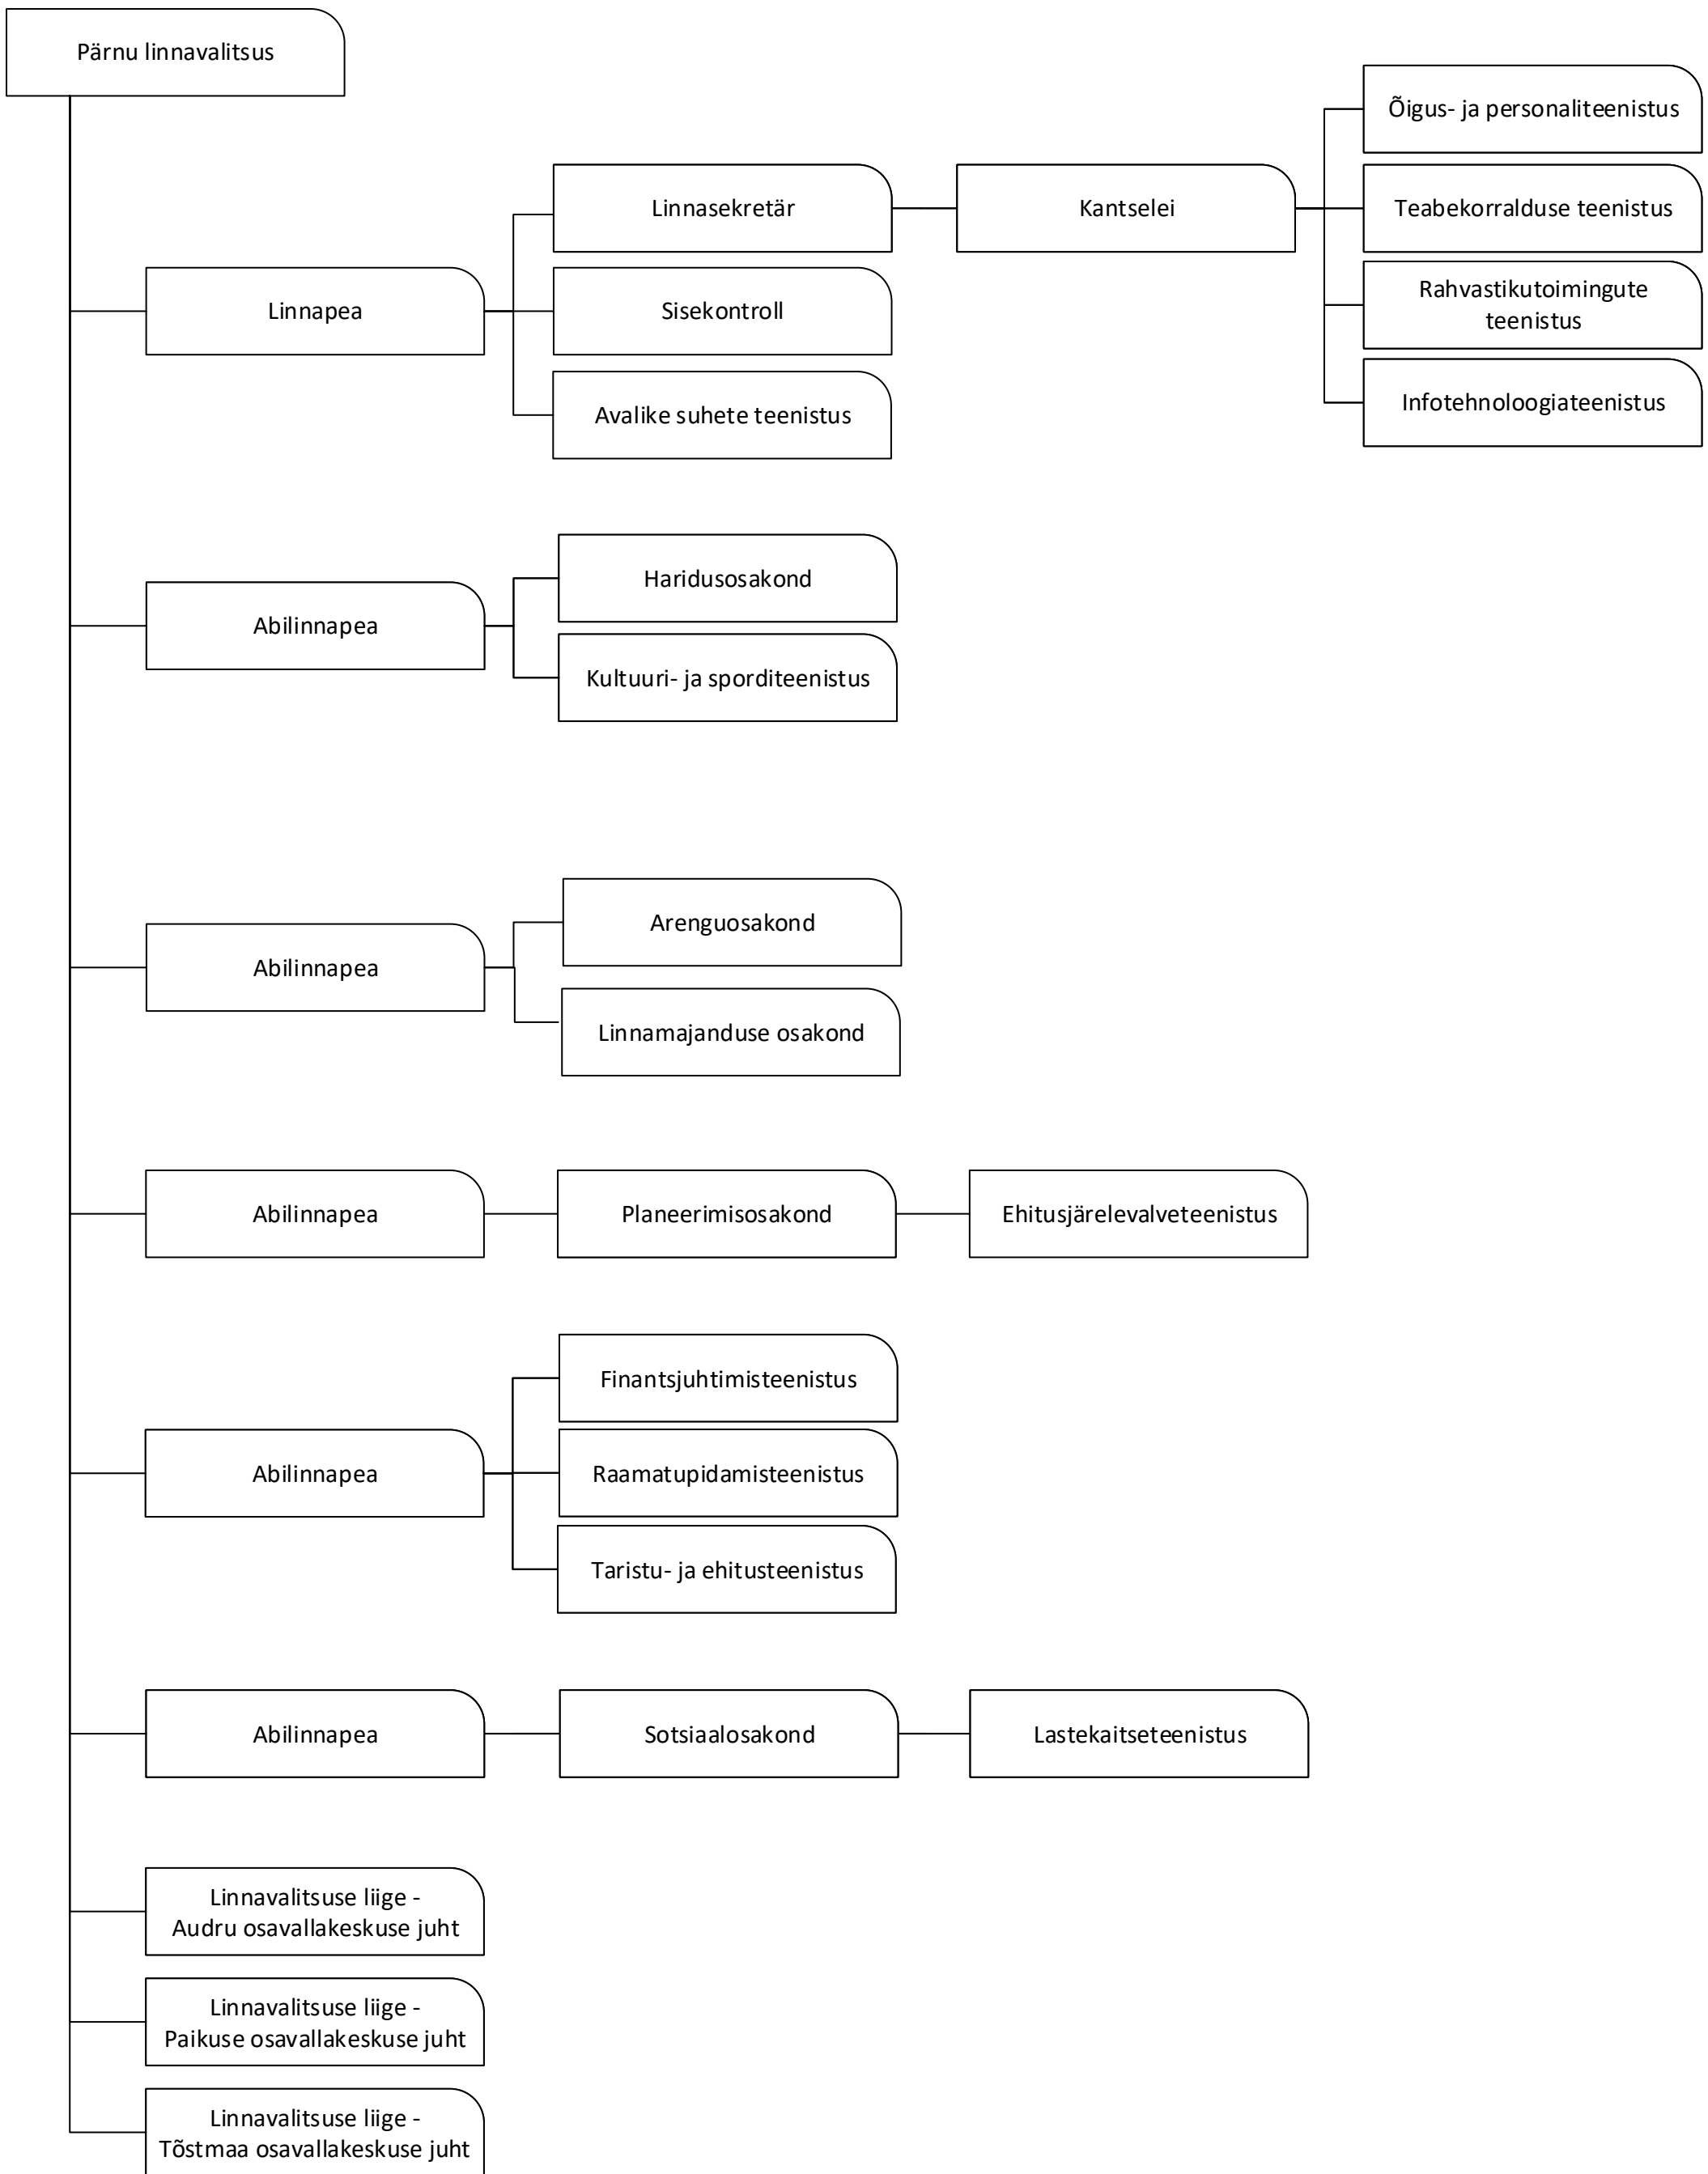 Pärnu linnavalitsus
Õigus- ja personaliteenistus
Linnasekretär
Kantselei
Teabekorralduse teenistus
Linnapea
Sisekontroll
Rahvastikutoimingute
teenistus
Avalike suhete teenistus
Infotehnoloogiateenistus
Abilinnapea
Haridusosakond
Kultuuri- ja sporditeenistus
Abilinnapea
Arenguosakond
Linnamajanduse osakond
Abilinnapea
Planeerimisosakond
Ehitusjärelevalveteenistus
Abilinnapea
Finantsjuhtimisteenistus
Raamatupidamisteenistus
Taristu- ja ehitusteenistus
Abilinnapea
Sotsiaalosakond
Lastekaitseteenistus
Linnavalitsuse liige -
Audru osavallakeskuse juht
Linnavalitsuse liige -
Paikuse osavallakeskuse juht
Linnavalitsuse liige -
Tõstmaa osavallakeskuse juht